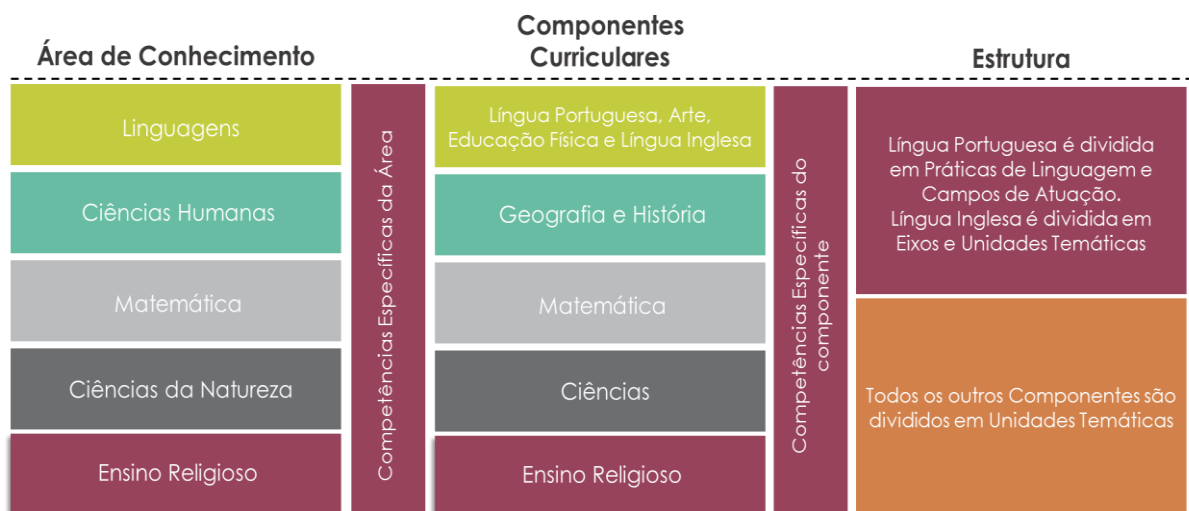 Área de Conhecimento
Componentes
Curriculares
Estrutura
Linguagens
Ciências Humanas
Matemática
Ciências da Natureza
Ensino Religioso
Competências Específicas da Área
Língua Portuguesa, Arte,
Educação Física e Língua Inglesa
Geografia e História
Matemática
Ciências
Ensino Religioso
Competências Específicas do
componente
Língua Portuguesa é dividida
em Práticas de Linguagem e
Campos de Atuação.
Língua Inglesa é dividida em
Eixos e Unidades Temáticas
Todos os outros Componentes são
divididos em Unidades Temáticas